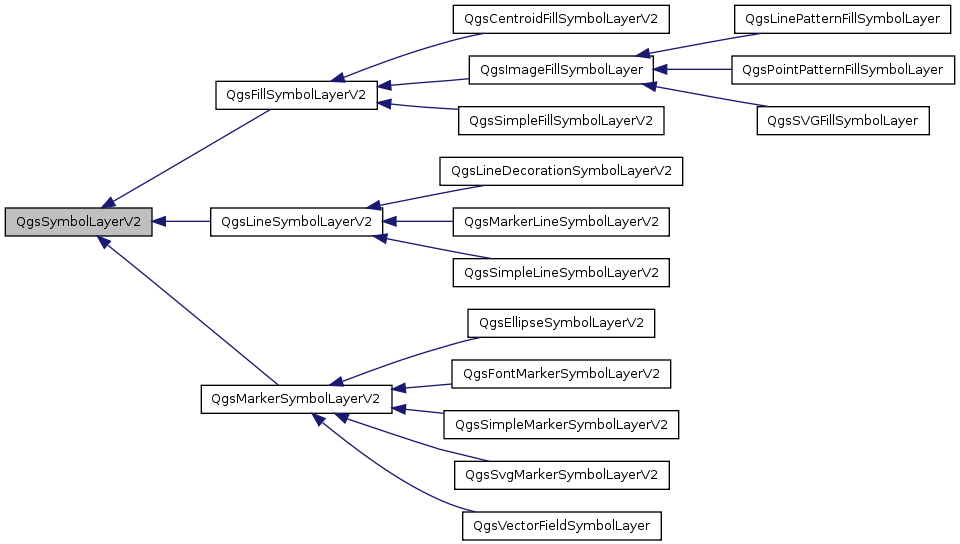 QgsCentroidFillSymbolLayerV2
QgsLinePatternFillSymbolLayer
QgsImageFillSymbolLayer
QgsPointPatternFillSymbolLayer
QgsFillSymbolLayerV2
QgsSimpleFillSymbolLayerV2
QgsSVGFillSymbolLayer
QgsLineDecorationSymbolLayerV2
QgsSymbolLayerV2
QgsLineSymbolLayerV2
QgsMarkerLineSymbolLayerV2
QgsSimpleLineSymbolLayerV2
QgsEllipseSymbolLayerV2
QgsFontMarkerSymbolLayerV2
QgsMarkerSymbolLayerV2
QgsSimpleMarkerSymbolLayerV2
QgsSvgMarkerSymbolLayerV2
QgsVectorFieldSymbolLayer